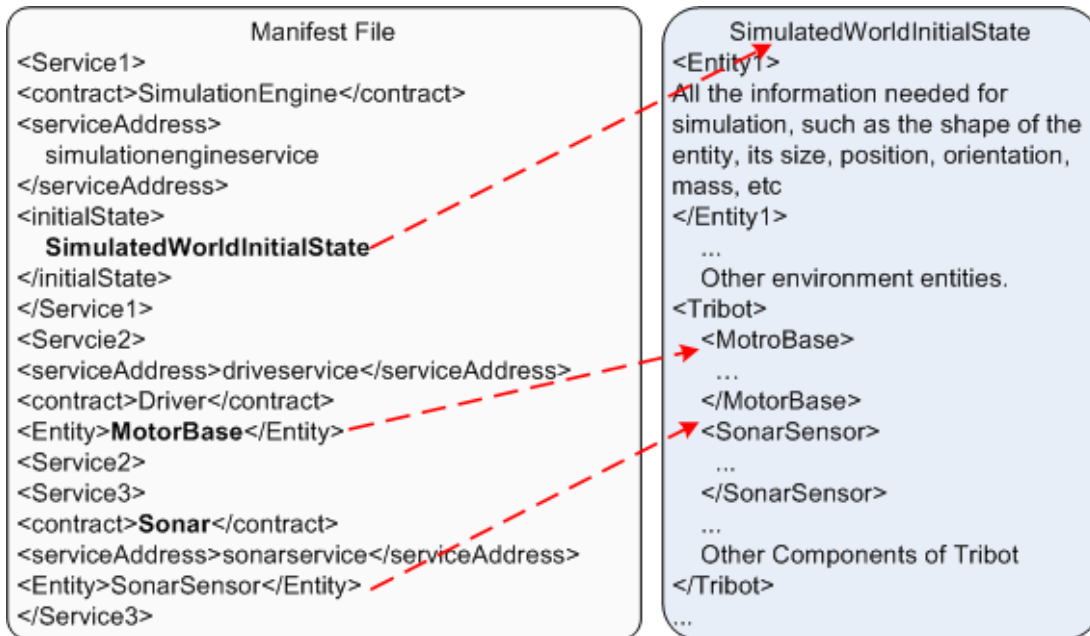 Manifest File
<Service1>
<contract>SimulationEngine</contract>
<serviceAddress>
simulationengineservice
</serviceAddress>
<initialState>
SimulatedWorldInitialState
</initialState>
</Service1>
<Servcie2>
<serviceAddress>driveservice</serviceAddress>
<contract>Driver</contract>
<Entity>MotorBase</Entity>
<Service2>
<Service3>
<contract>Sonar</contract>
<serviceAddress>sonarservice</serviceAddress>
<Entity>SonarSensor</Entity>
</Service3>
SimulatedWorldInitialState
<Entity1>
All the information needed for
simulation, such as the shape of the
entity, its size, position, orientation,
mass, etc
</Entity1>
...
Other environment entities.
<Tribot>
<MotroBase>
...
</MotorBase>
<SonarSensor>
...
</SonarSensor>
...
Other Components of Tribot
</Tribot>
...